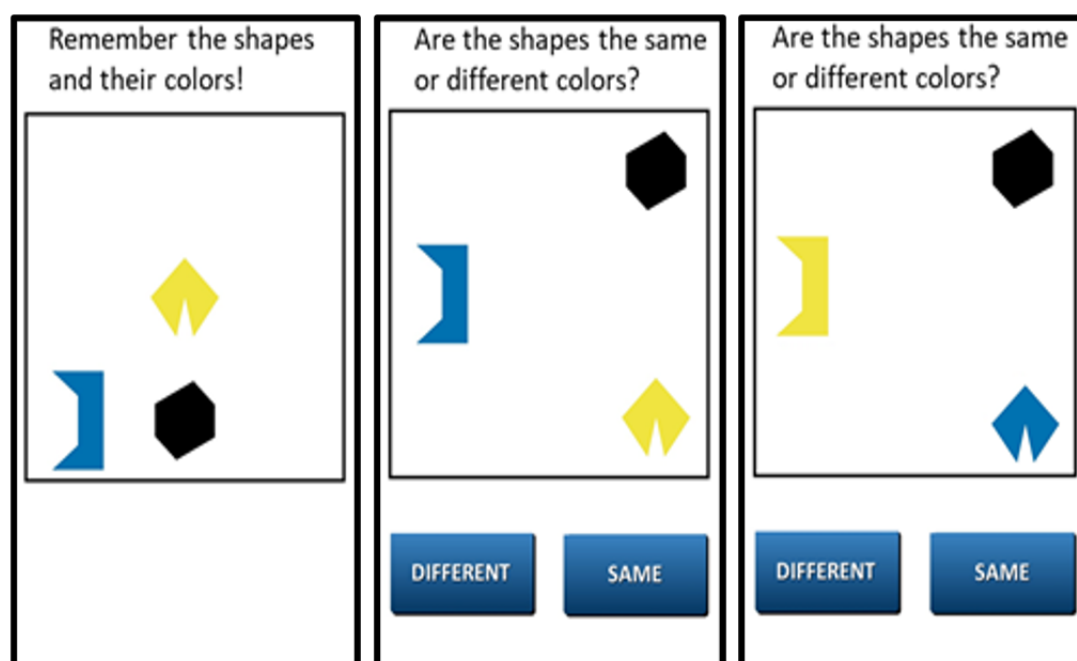 Remember the shapes
and their colors!
Are the shapes the same
or different colors?
DIFFERENT
SAME
Are the shapes the same
or different colors?
DIFFERENT
SAME